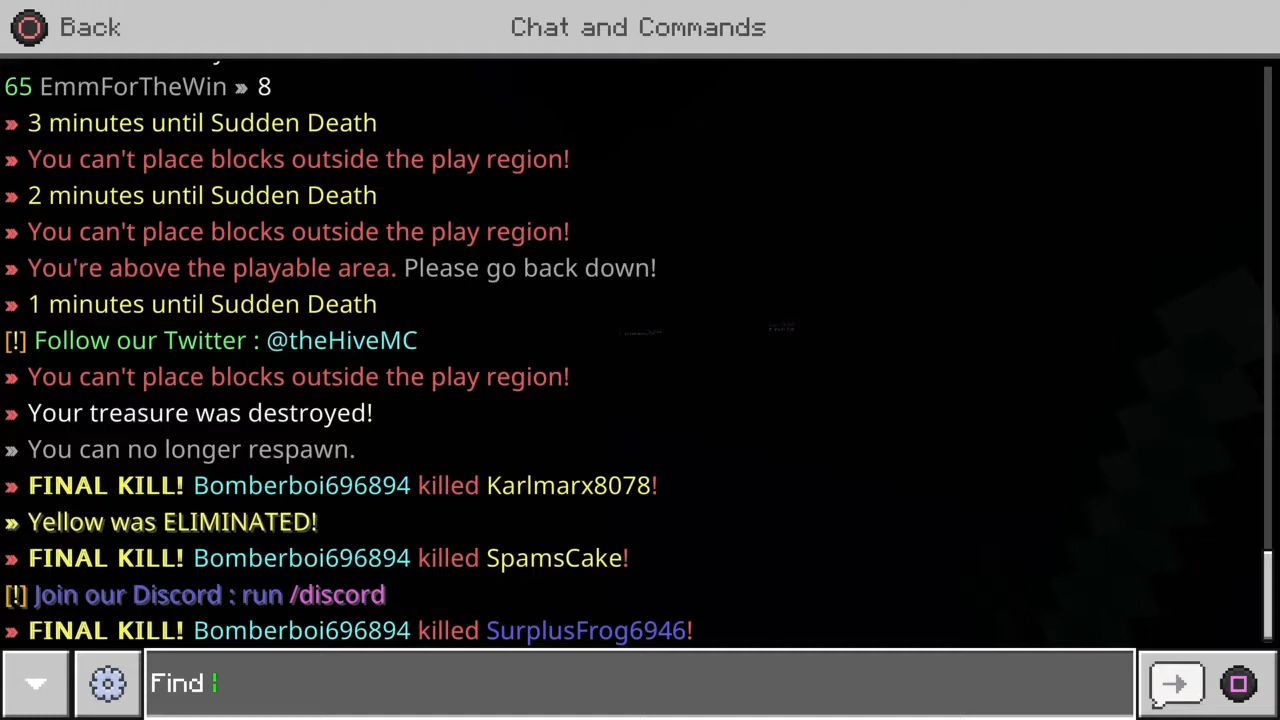 Back
Chat and Commands
65 EmmForTheWin » 8
» 3 minutes until Sudden Death
» You can't place blocks outside the play region!
» 2 minutes until Sudden Death
» You can't place blocks outside the play region!
» You're above the playable area. Please go back down!
» 1 minutes until Sudden Death
[!] Follow our Twitter : @theHiveMC
» You can't place blocks outside the play region!
» Your treasure was destroyed!
» You can no longer respawn.
» FINAL KILL! Bomberboi696894 killed Karlmarx8078!
» Yellow was ELIMINATED!
» FINAL KILL! Bomberboi696894 killed SpamsCake!
[!] Join our Discord : run /discord
» FINAL KILL! Bomberboi696894 killed SurplusFrog6946!
Find